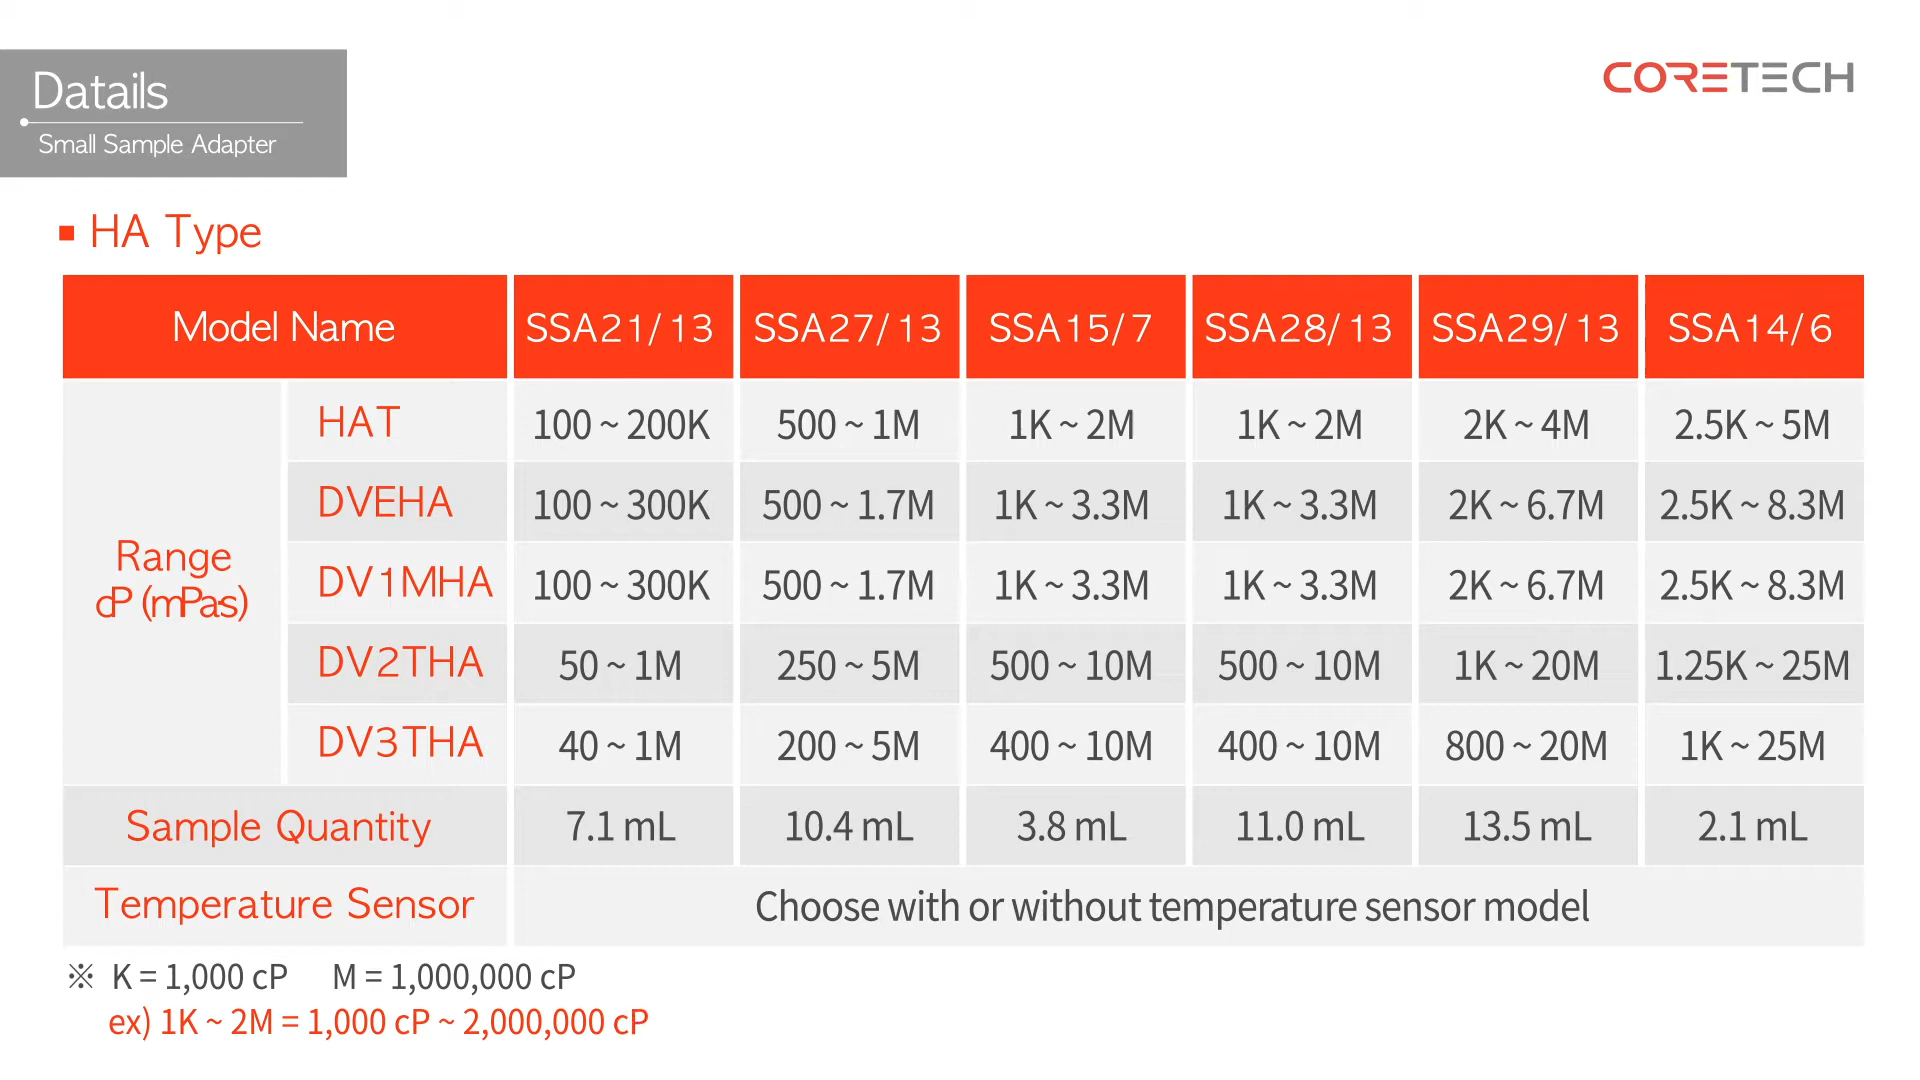 Datails
Small Sample Adapter
CORETECH
■ HA Type
Model Name SSA21/13 SSA27/13 SSA15/7 SSA28/13 SSA29/13 SSA14/6
Range cP (mPa.s)
HAT 100 ~ 200K 500 ~ 1M 1K ~ 2M 1K ~ 2M 2K ~ 4M 2.5K ~ 5M
DVEHA 100 ~ 300K 500 ~ 1.7M 1K ~ 3.3M 1K ~ 3.3M 2K ~ 6.7M 2.5K ~ 8.3M
DV1MHA 100 ~ 300K 500 ~ 1.7M 1K ~ 3.3M 1K ~ 3.3M 2K ~ 6.7M 2.5K ~ 8.3M
DV2THA 50 ~ 1M 250 ~ 5M 500 ~ 10M 500 ~ 10M 1K ~ 20M 1.25K ~ 25M
DV3THA 40 ~ 1M 200 ~ 5M 400 ~ 10M 400 ~ 10M 800 ~ 20M 1K ~ 25M
Sample Quantity 7.1 mL 10.4 mL 3.8 mL 11.0 mL 13.5 mL 2.1 mL
Temperature Sensor Choose with or without temperature sensor model
※ K = 1,000 cP M = 1,000,000 cP
ex) 1K ~ 2M = 1,000 cP ~ 2,000,000 cP